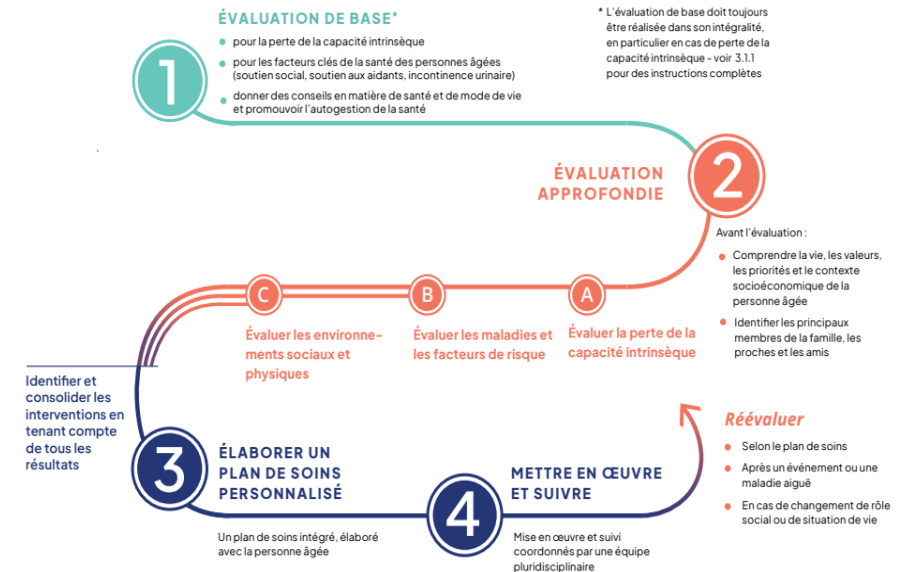 ÉVALUATION DE BASE*
pour la perte de la capacité intrinsèque
pour les facteurs clés de la santé des personnes âgées
(soutien social, soutien aux aidants, incontinence urinaire)
donner des conseils en matière de santé et de mode de vie
et promouvoir l'autogestion de la santé
* L'évaluation de base doit toujours
être réalisée dans son intégralité,
en particulier en cas de perte de la
capacité intrinsèque - voir 3.1.1
pour des instructions complètes
1
2
ÉVALUATION
APPROFONDIE
Avant l'évaluation :
Comprendre la vie, les valeurs,
les priorités et le contexte
socioéconomique de la
personne âgée
Identifier les principaux
membres de la famille, les
proches et les amis
A
Évaluer la perte de la
capacité intrinsèque
B
Évaluer les maladies et
les facteurs de risque
C
Évaluer les environne-
ments sociaux et
physiques
Identifier et
consolider les
interventions en
tenant compte
de tous les
résultats
3
ÉLABORER UN
PLAN DE SOINS
PERSONNALISÉ
Un plan de soins intégré, élaboré
avec la personne âgée
4
METTRE EN ŒUVRE
ET SUIVRE
Mise en œuvre et suivi
coordonnés par une équipe
pluridisciplinaire
Réévaluer
Selon le plan de soins
Après un événement ou une
maladie aiguë
En cas de changement de rôle
social ou de situation de vie